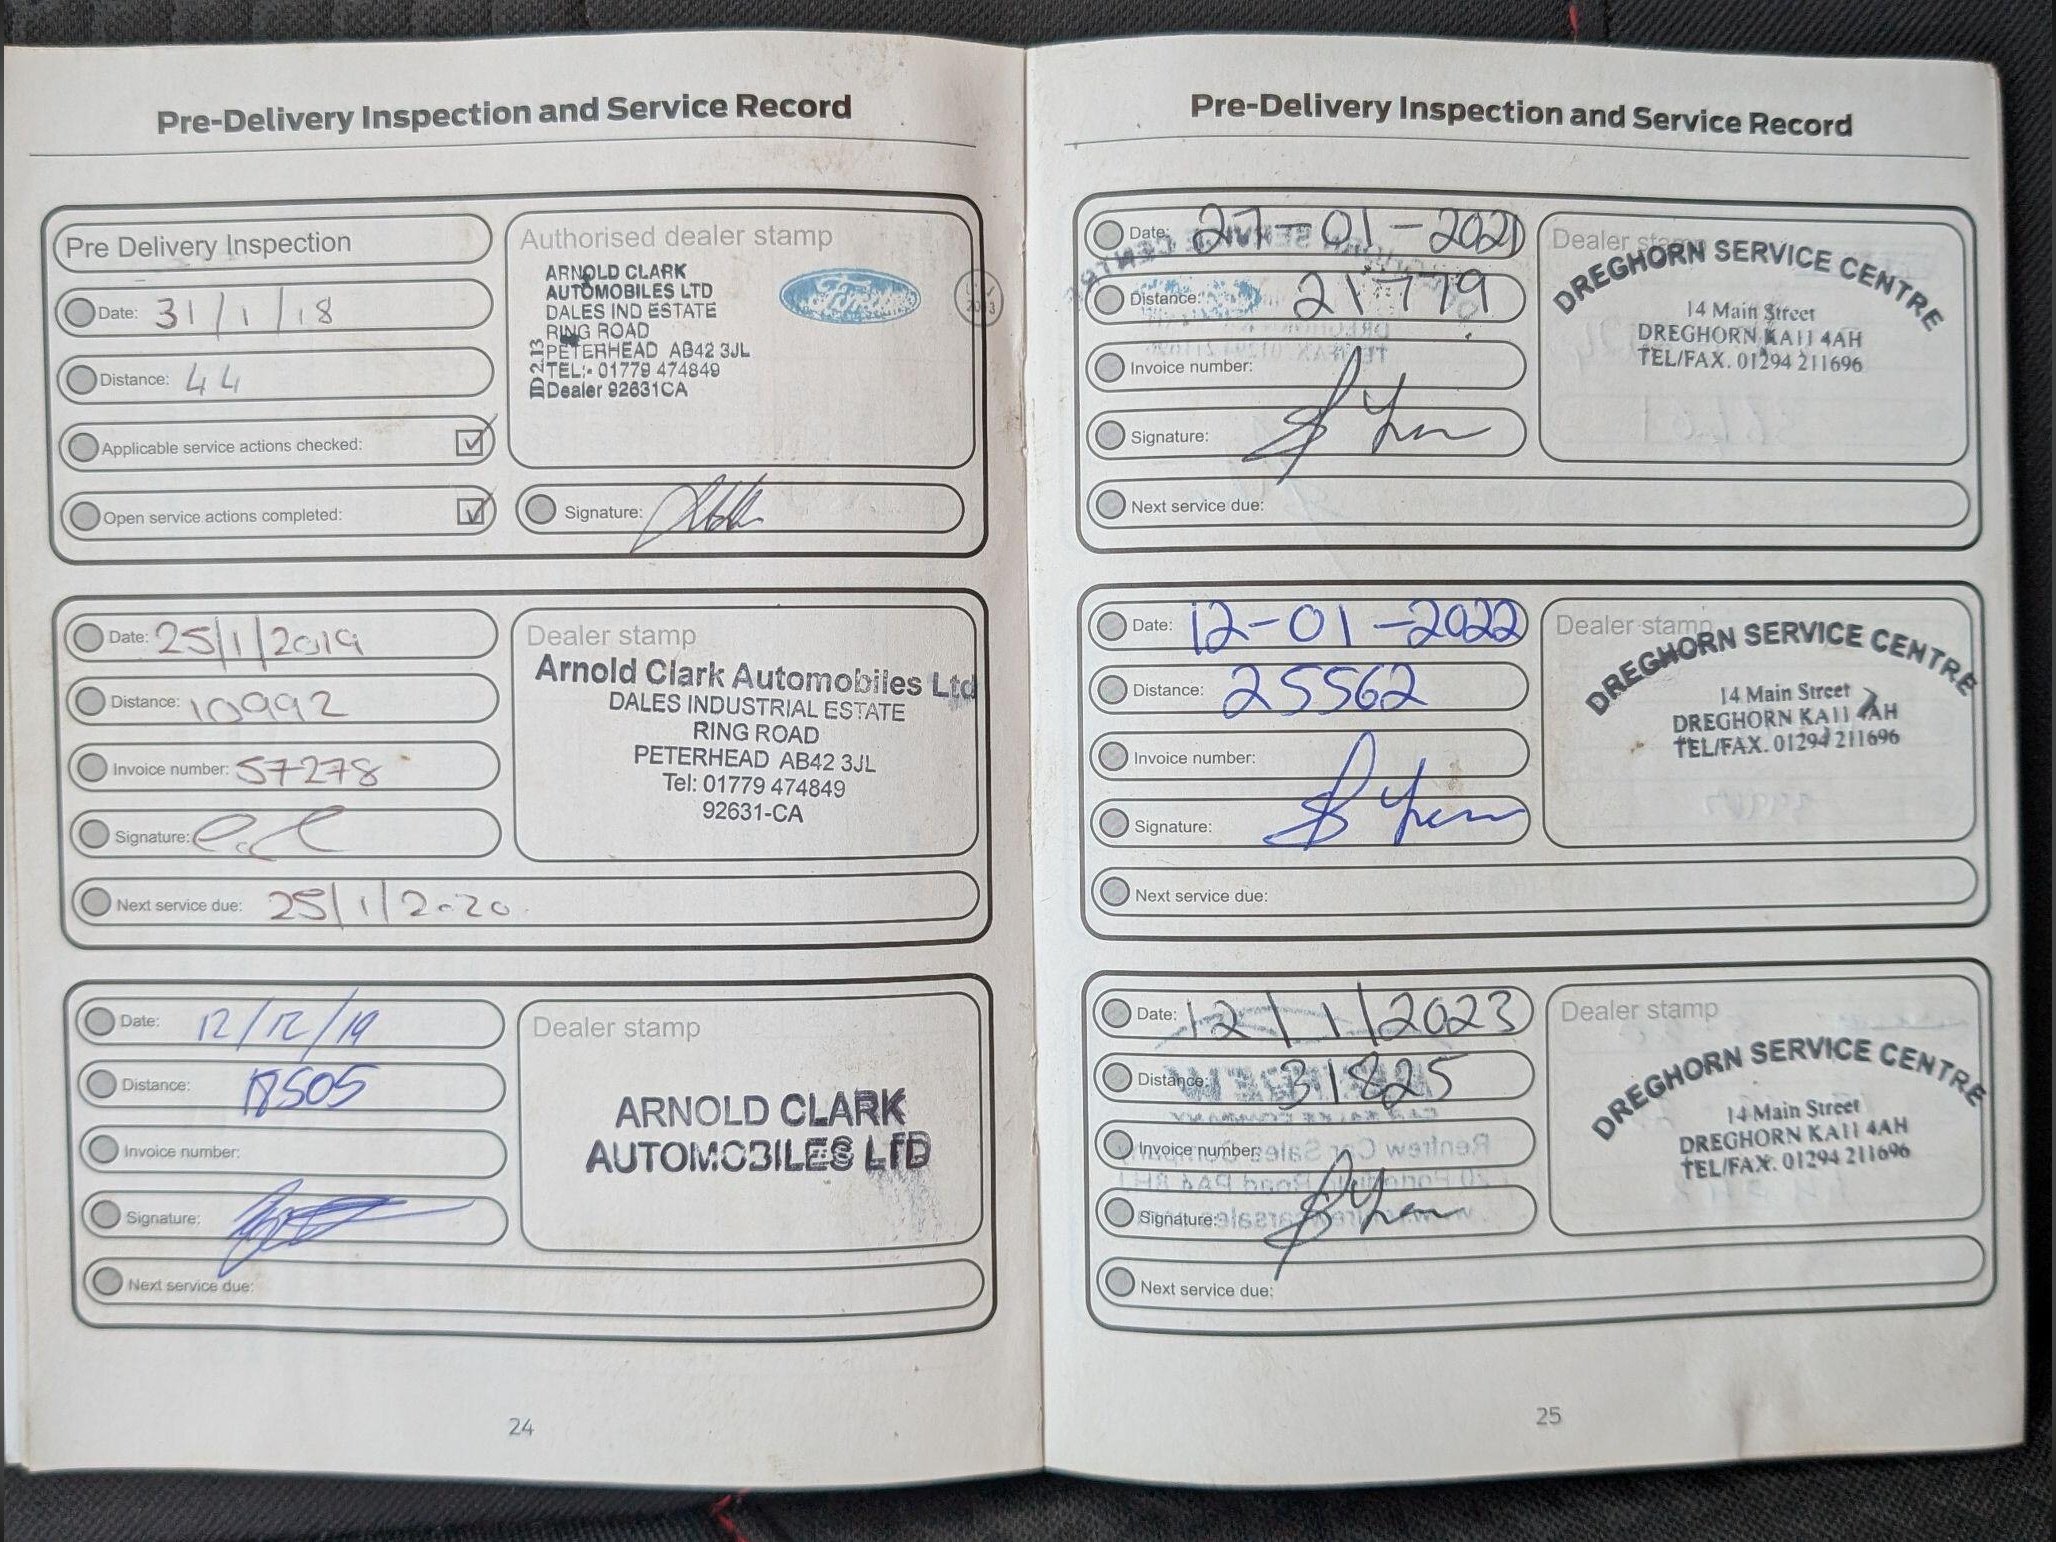 Pre-Delivery Inspection and Service Record
Pre Delivery Inspection
Date: 31/1/18
Distance: 44
Applicable service actions checked:
Open service actions completed:
Authorised dealer stamp
ARNOLD CLARK
AUTOMOBILES LTD
DALES IND ESTATE
RING ROAD
PETERHEAD AB42 3JL
TEL:- 01779 474849
Dealer 92631CA
Ford
Signature:
Date: 25/1/2019
Distance: 10992
Invoice number: 57278
Signature:
Next service due: 25/1/2020
Dealer stamp
Arnold Clark Automobiles Ltd
DALES INDUSTRIAL ESTATE
RING ROAD
PETERHEAD AB42 3JL
Tel: 01779 474849
92631-CA
Date: 12/12/19
Distance: 18505
Invoice number:
Signature:
Next service due:
Dealer stamp
ARNOLD CLARK
AUTOMOBILES LTD
24
Pre-Delivery Inspection and Service Record
Date: 27-01-2021
Distance: 21779
Invoice number:
Signature:
Next service due:
Dealer stamp
DREGHORN SERVICE CENTRE
14 Main Street
DREGHORN KA11 4AH
TEL/FAX. 01294 211696
Date: 12-01-2022
Distance: 25562
Invoice number:
Signature:
Next service due:
Dealer stamp
DREGHORN SERVICE CENTRE
14 Main Street
DREGHORN KA11 4AH
TEL/FAX. 01294 211696
Date: 12/1/2023
Distance: 31825
Invoice number:
Signature:
Next service due:
Dealer stamp
DREGHORN SERVICE CENTRE
14 Main Street
DREGHORN KA11 4AH
TEL/FAX. 01294 211696
25